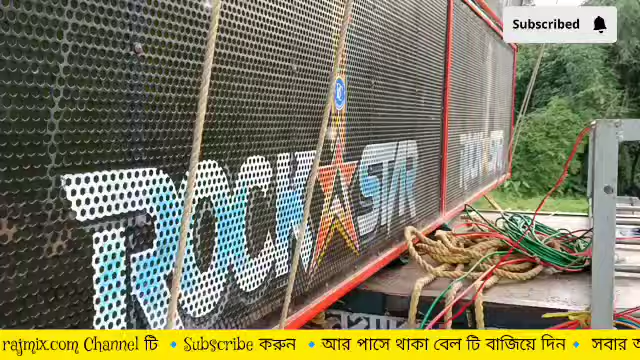 Subscribed
ROCK STAR
ROCK STAR
rajmix.com Channel টি 🔹 Subscribe করুন 🔹 আর পাসে থাকা বেল টি বাজিয়ে দিন 🔹 সবার